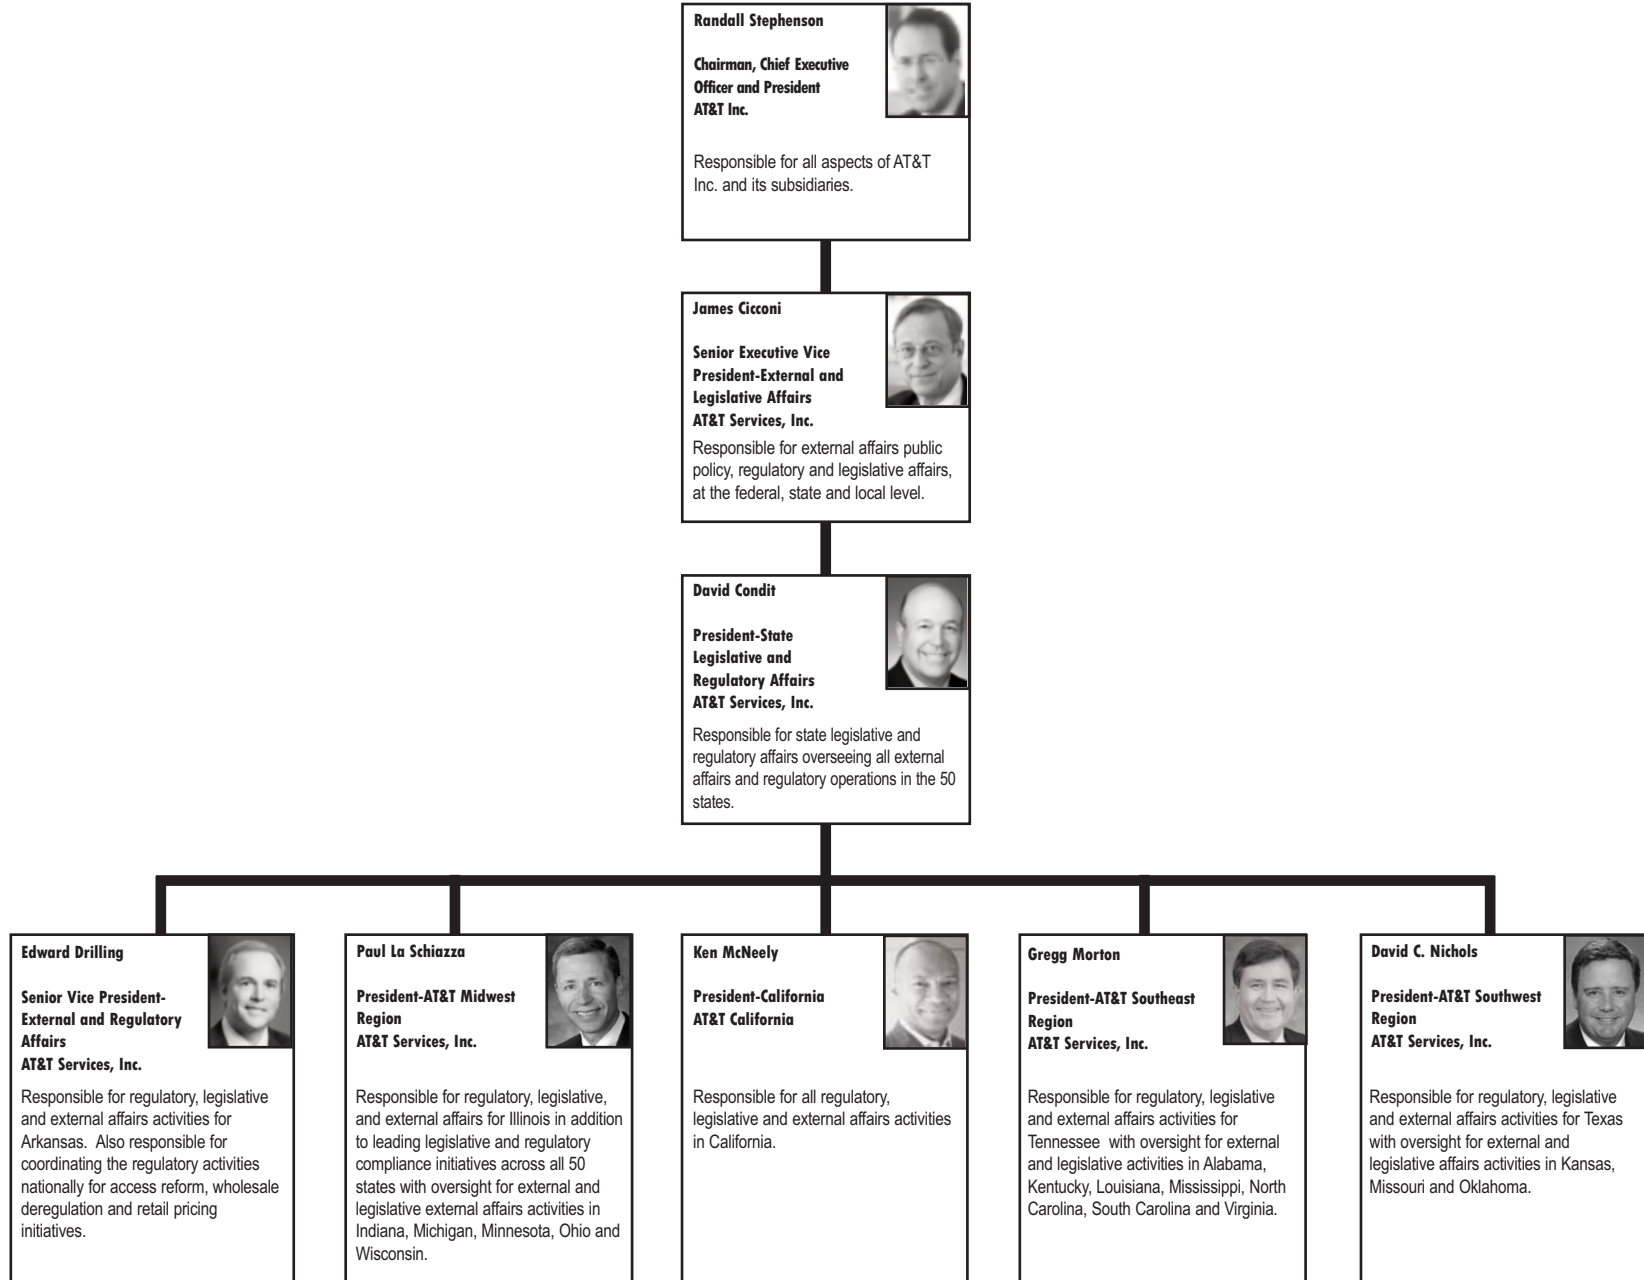 Randall Stephenson
Chairman, Chief Executive
Officer and President
AT&T Inc.
Responsible for all aspects of AT&T
Inc. and its subsidiaries.
James Cicconi
Senior Executive Vice
President-External and
Legislative Affairs
AT&T Services, Inc.
Responsible for external affairs public
policy, regulatory and legislative affairs,
at the federal, state and local level.
David Condit
President-State
Legislative and
Regulatory Affairs
AT&T Services, Inc.
Responsible for state legislative and
regulatory affairs overseeing all external
affairs and regulatory operations in the 50
states.
Edward Drilling
Senior Vice President-
External and Regulatory
Affairs
AT&T Services, Inc.
Responsible for regulatory, legislative
and external affairs activities for
Arkansas.  Also responsible for
coordinating the regulatory activities
nationally for access reform, wholesale
deregulation and retail pricing
initiatives.
Paul La Schiazza
President-AT&T Midwest
Region
AT&T Services, Inc.
Responsible for regulatory, legislative,
and external affairs for Illinois in addition
to leading legislative and regulatory
compliance initiatives across all 50
states with oversight for external and
legislative external affairs activities in
Indiana, Michigan, Minnesota, Ohio and
Wisconsin.
Ken McNeely
President-California
AT&T California
Responsible for all regulatory,
legislative and external affairs activities
in California.
Gregg Morton
President-AT&T Southeast
Region
AT&T Services, Inc.
Responsible for regulatory, legislative
and external affairs activities for
Tennessee  with oversight for external
and legislative activities in Alabama,
Kentucky, Louisiana, Mississippi, North
Carolina, South Carolina and Virginia.
David C. Nichols
President-AT&T Southwest
Region
AT&T Services, Inc.
Responsible for regulatory, legislative
and external affairs activities for Texas
with oversight for external and
legislative affairs activities in Kansas,
Missouri and Oklahoma.